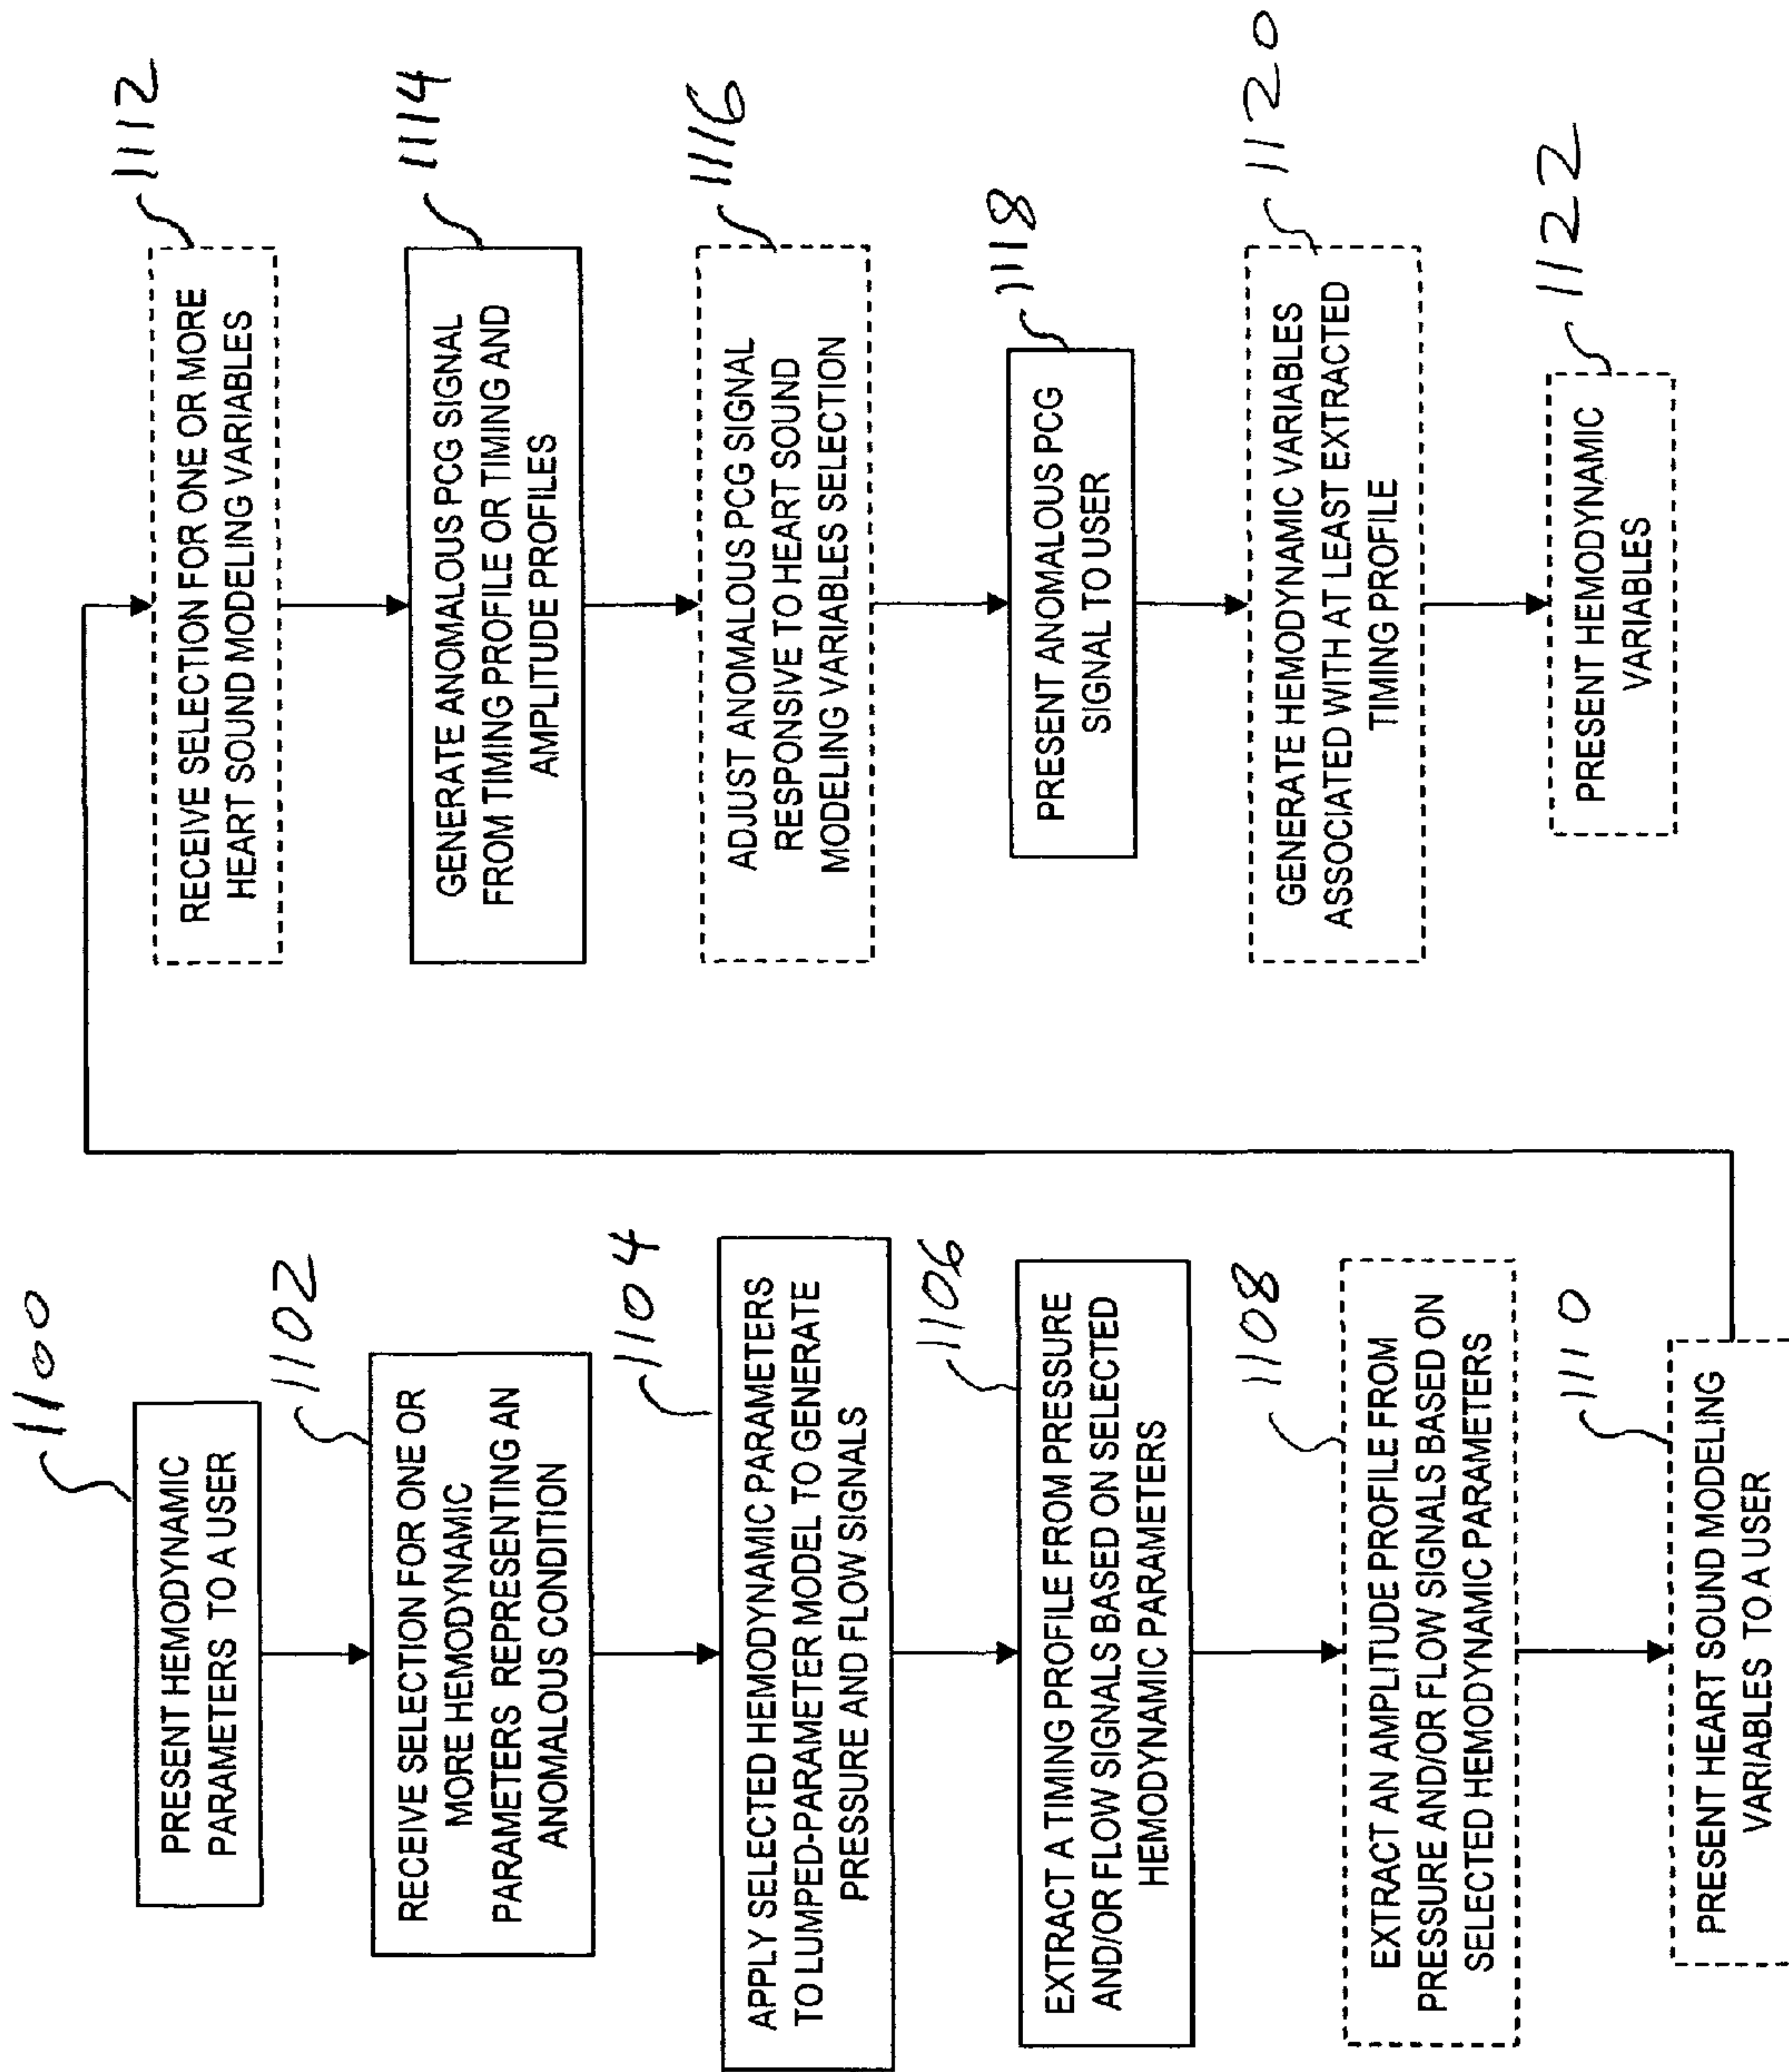 1100
PRESENT HEMODYNAMIC
PARAMETERS TO A USER
1102
RECEIVE SELECTION FOR ONE OR
MORE HEMODYNAMIC
PARAMETERS REPRESENTING AN
ANOMALOUS CONDITION
1104
APPLY SELECTED HEMODYNAMIC PARAMETERS
TO LUMPED-PARAMETER MODEL TO GENERATE
PRESSURE AND FLOW SIGNALS
1106
EXTRACT A TIMING PROFILE FROM PRESSURE
AND/OR FLOW SIGNALS BASED ON SELECTED
HEMODYNAMIC PARAMETERS
1108
EXTRACT AN AMPLITUDE PROFILE FROM
PRESSURE AND/OR FLOW SIGNALS BASED ON
SELECTED HEMODYNAMIC PARAMETERS
1110
PRESENT HEART SOUND MODELING
VARIABLES TO A USER
1112
RECEIVE SELECTION FOR ONE OR MORE
HEART SOUND MODELING VARIABLES
1114
GENERATE ANOMALOUS PCG SIGNAL
FROM TIMING PROFILE OR TIMING AND
AMPLITUDE PROFILES
1116
ADJUST ANOMALOUS PCG SIGNAL
RESPONSIVE TO HEART SOUND
MODELING VARIABLES SELECTION
1118
PRESENT ANOMALOUS PCG
SIGNAL TO USER
1120
GENERATE HEMODYNAMIC VARIABLES
ASSOCIATED WITH AT LEAST EXTRACTED
TIMING PROFILE
1122
PRESENT HEMODYNAMIC
VARIABLES